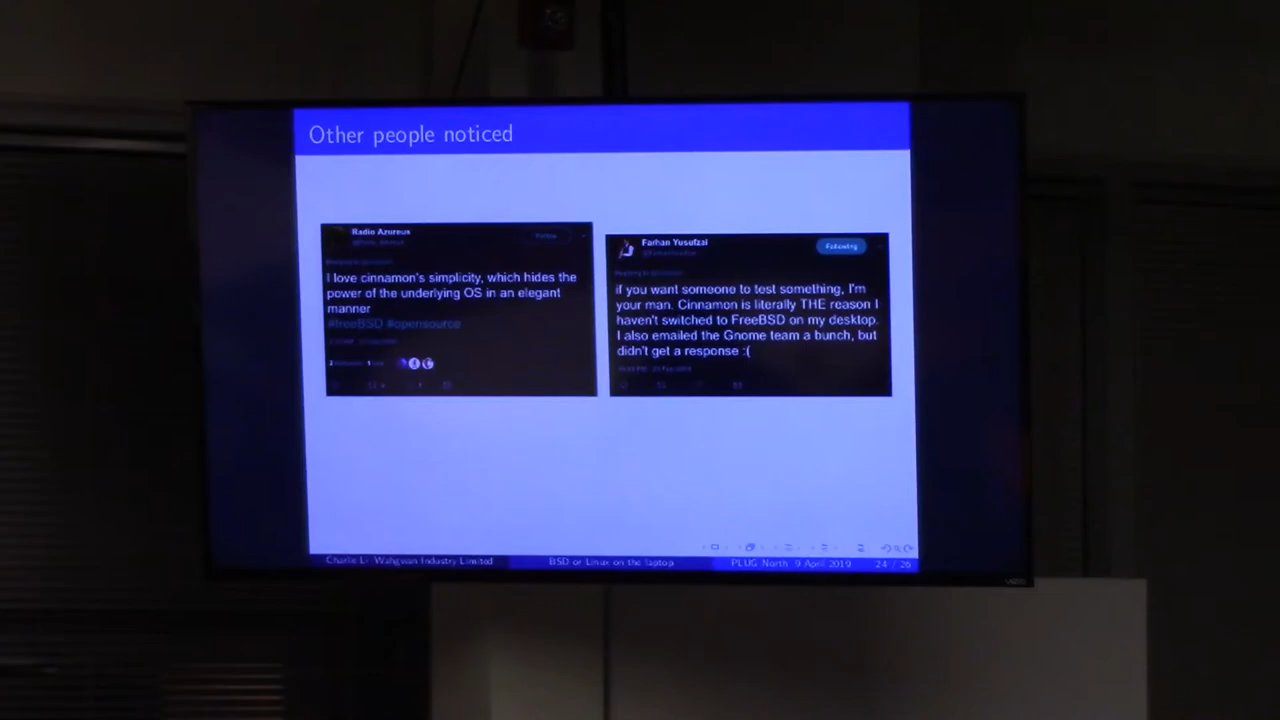 Other people noticed
Radio Azureus
Follow
I love cinnamon's simplicity, which hides the
power of the underlying OS in an elegant
manner
#freeBSD #opensource
Farhan Yusufzai
Following
if you want someone to test something, I'm
your man. Cinnamon is literally THE reason I
haven't switched to FreeBSD on my desktop.
I also emailed the Gnome team a bunch, but
didn't get a response :(
Charlie Li Wahgwan Industry Limited
BSD or Linux on the laptop
PLUG North 9 April 2019
24 / 26
VIZIO